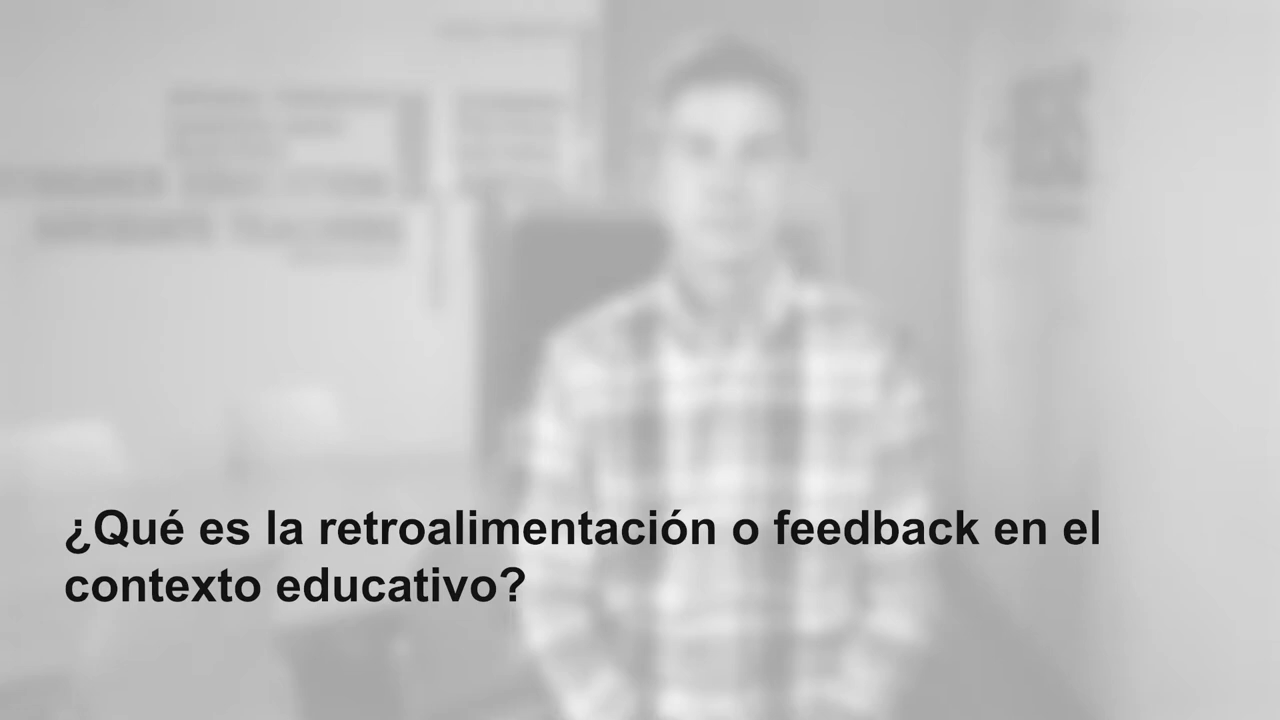 ¿Qué es la retroalimentación o feedback en el
contexto educativo?